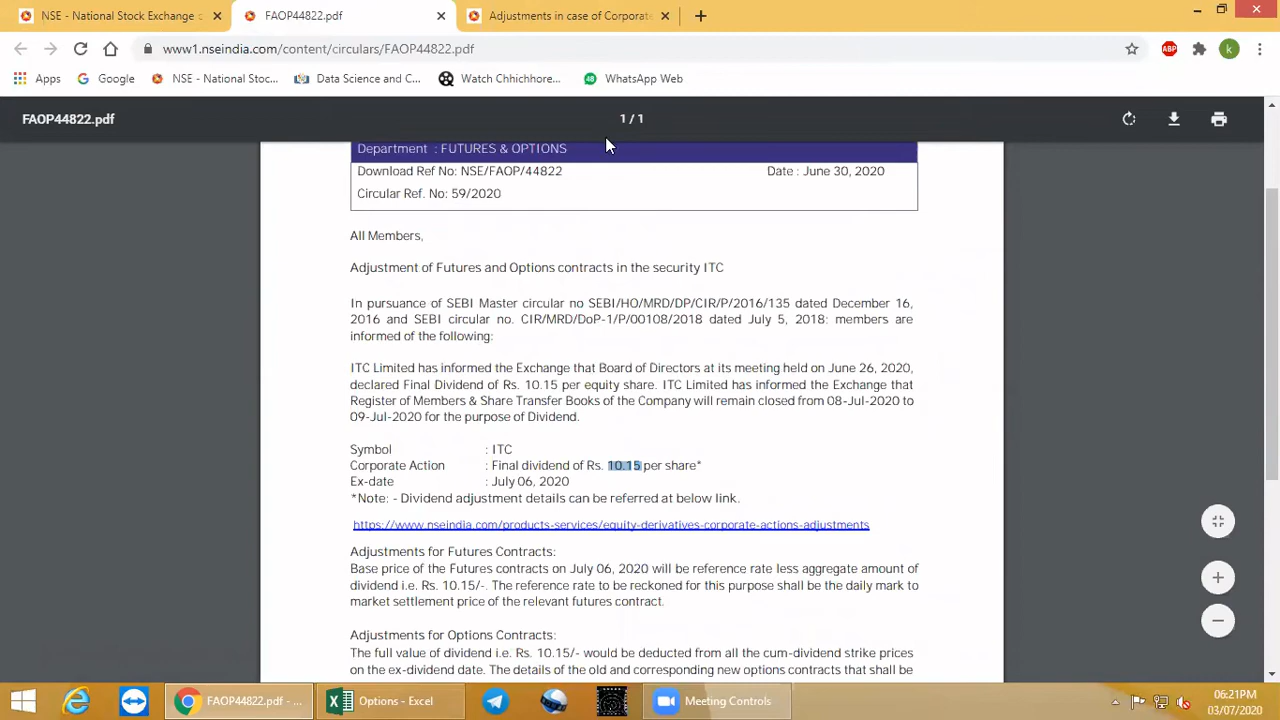 NSE - National Stock Exchange o
FAOP44822.pdf
Adjustments in case of Corporate
www1.nseindia.com/content/circulars/FAOP44822.pdf
ABP
k
Apps
Google
NSE - National Stoc...
Data Science and C...
Watch Chhichhore...
WhatsApp Web
FAOP44822.pdf
1 / 1
Department : FUTURES & OPTIONS
Download Ref No: NSE/FAOP/44822 Date : June 30, 2020
Circular Ref. No: 59/2020
All Members,
Adjustment of Futures and Options contracts in the security ITC
In pursuance of SEBI Master circular no SEBI/HO/MRD/DP/CIR/P/2016/135 dated December 16,
2016 and SEBI circular no. CIR/MRD/DoP-1/P/00108/2018 dated July 5, 2018: members are
informed of the following:
ITC Limited has informed the Exchange that Board of Directors at its meeting held on June 26, 2020,
declared Final Dividend of Rs. 10.15 per equity share. ITC Limited has informed the Exchange that
Register of Members & Share Transfer Books of the Company will remain closed from 08-Jul-2020 to
09-Jul-2020 for the purpose of Dividend.
Symbol : ITC
Corporate Action : Final dividend of Rs. 10.15 per share*
Ex-date : July 06, 2020
*Note: - Dividend adjustment details can be referred at below link.
https://www.nseindia.com/products-services/equity-derivatives-corporate-actions-adjustments
Adjustments for Futures Contracts:
Base price of the Futures contracts on July 06, 2020 will be reference rate less aggregate amount of
dividend i.e. Rs. 10.15/-. The reference rate to be reckoned for this purpose shall be the daily mark to
market settlement price of the relevant futures contract.
Adjustments for Options Contracts:
The full value of dividend i.e. Rs. 10.15/- would be deducted from all the cum-dividend strike prices
on the ex-dividend date. The details of the old and corresponding new options contracts that shall be
FAOP44822.pdf - ...
Options - Excel
Meeting Controls
06:21PM
03/07/2020